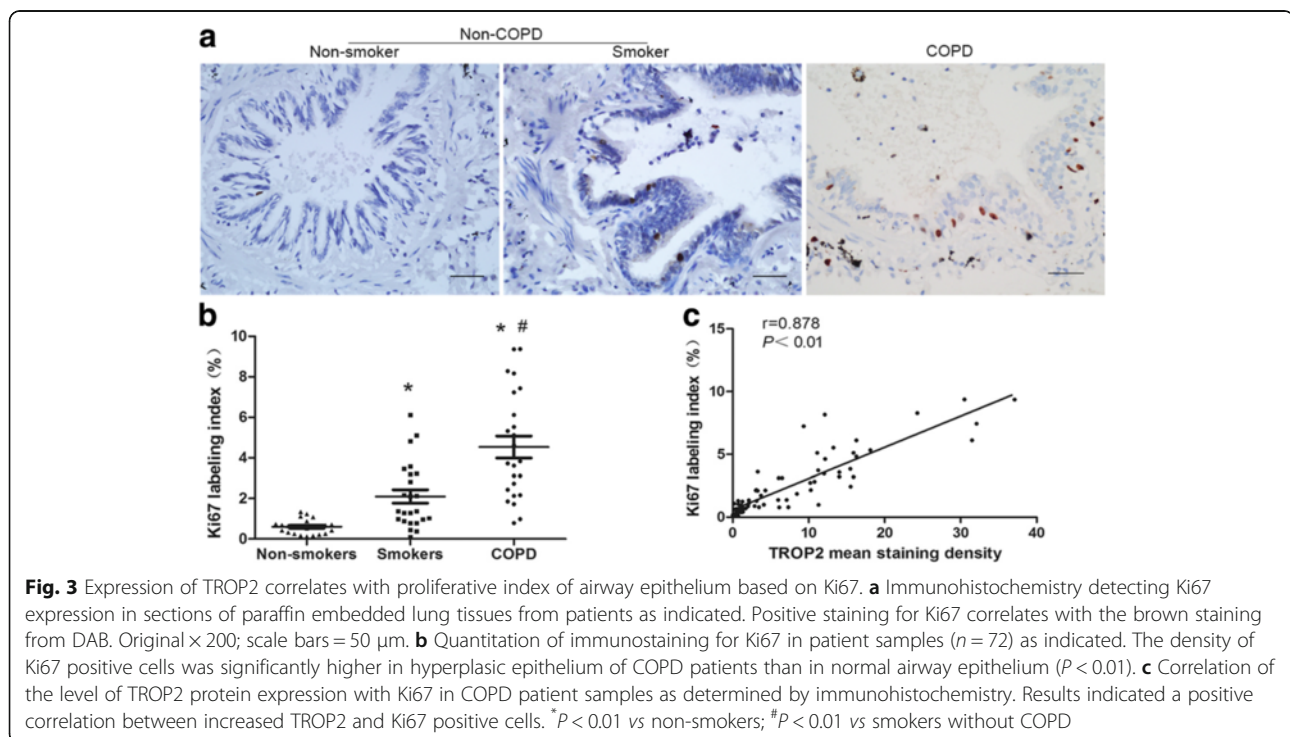 a
Non-COPD
Non-smoker
Smoker
COPD
b
* #
*
Ki67 labeling index (%)
10
8
6
4
2
0
Non-smokers
Smokers
COPD
c
r=0.878
P< 0.01
Ki67 labeling index (%)
15
10
5
0
0
10
20
30
40
TROP2 mean staining density
Fig. 3 Expression of TROP2 correlates with proliferative index of airway epithelium based on Ki67. a Immunohistochemistry detecting Ki67
expression in sections of paraffin embedded lung tissues from patients as indicated. Positive staining for Ki67 correlates with the brown staining
from DAB. Original × 200; scale bars = 50 μm. b Quantitation of immunostaining for Ki67 in patient samples (n = 72) as indicated. The density of
Ki67 positive cells was significantly higher in hyperplasic epithelium of COPD patients than in normal airway epithelium (P < 0.01). c Correlation of
the level of TROP2 protein expression with Ki67 in COPD patient samples as determined by immunohistochemistry. Results indicated a positive
correlation between increased TROP2 and Ki67 positive cells. *P < 0.01 vs non-smokers; #P < 0.01 vs smokers without COPD